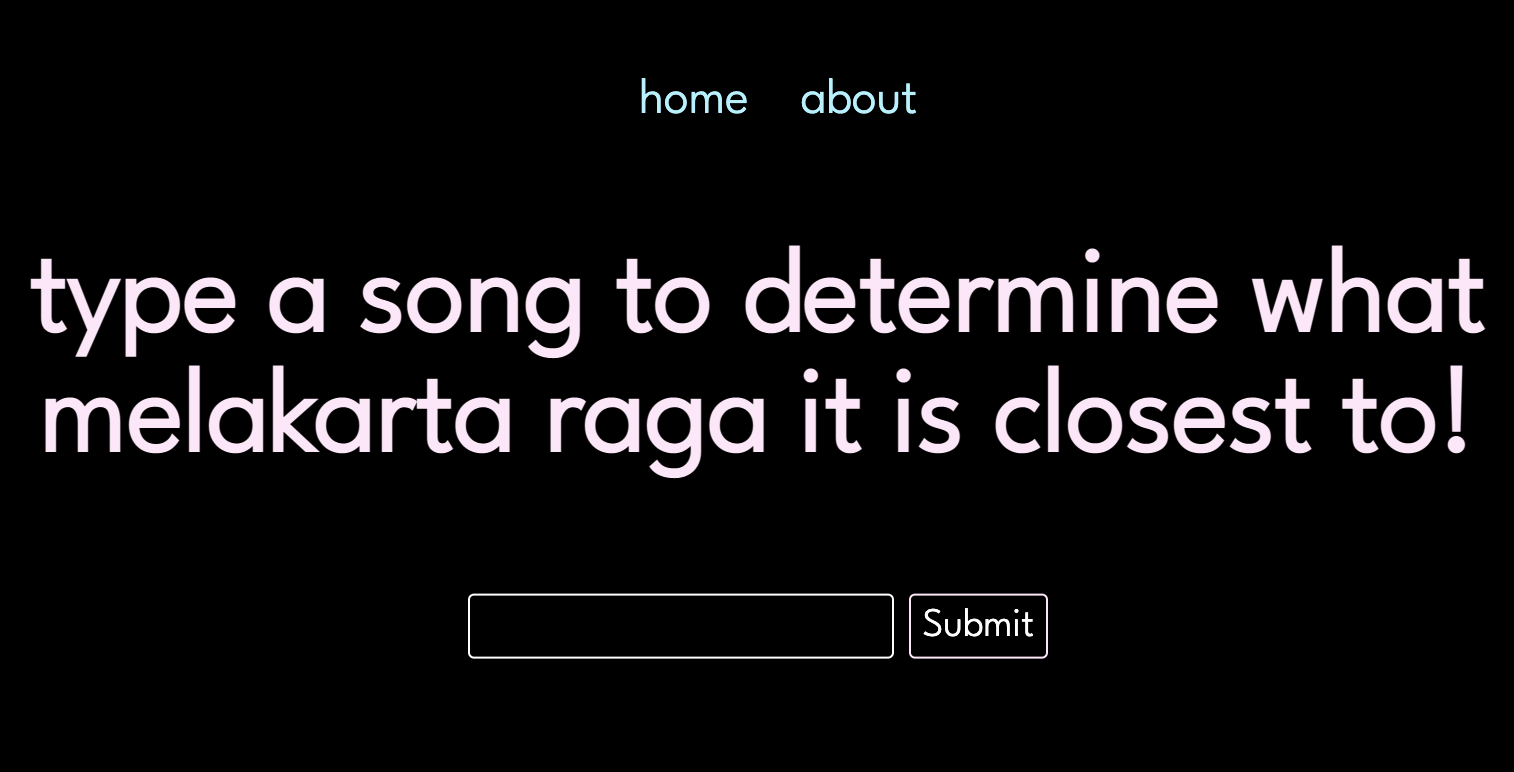 home about
type a song to determine what
melakarta raga it is closest to!
Submit